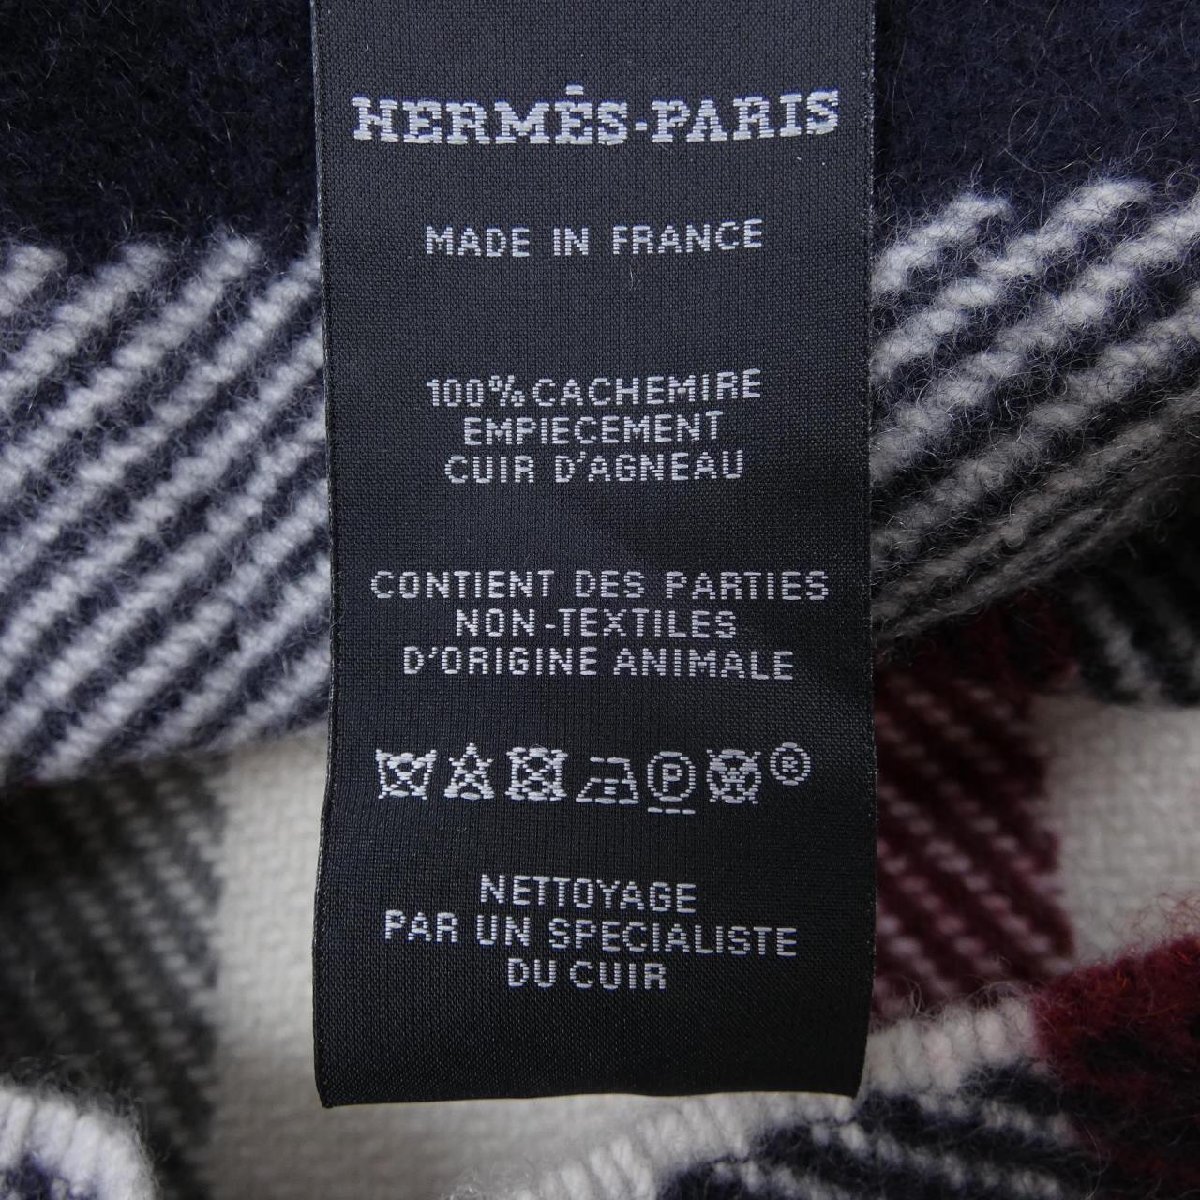 HERMÈS-PARIS
MADE IN FRANCE
100% CACHEMIRE
EMPIECEMENT
CUIR D'AGNEAU
CONTIENT DES PARTIES
NON-TEXTILES
D'ORIGINE ANIMALE
P ®
NETTOYAGE
PAR UN SPECIALISTE
DU CUIR